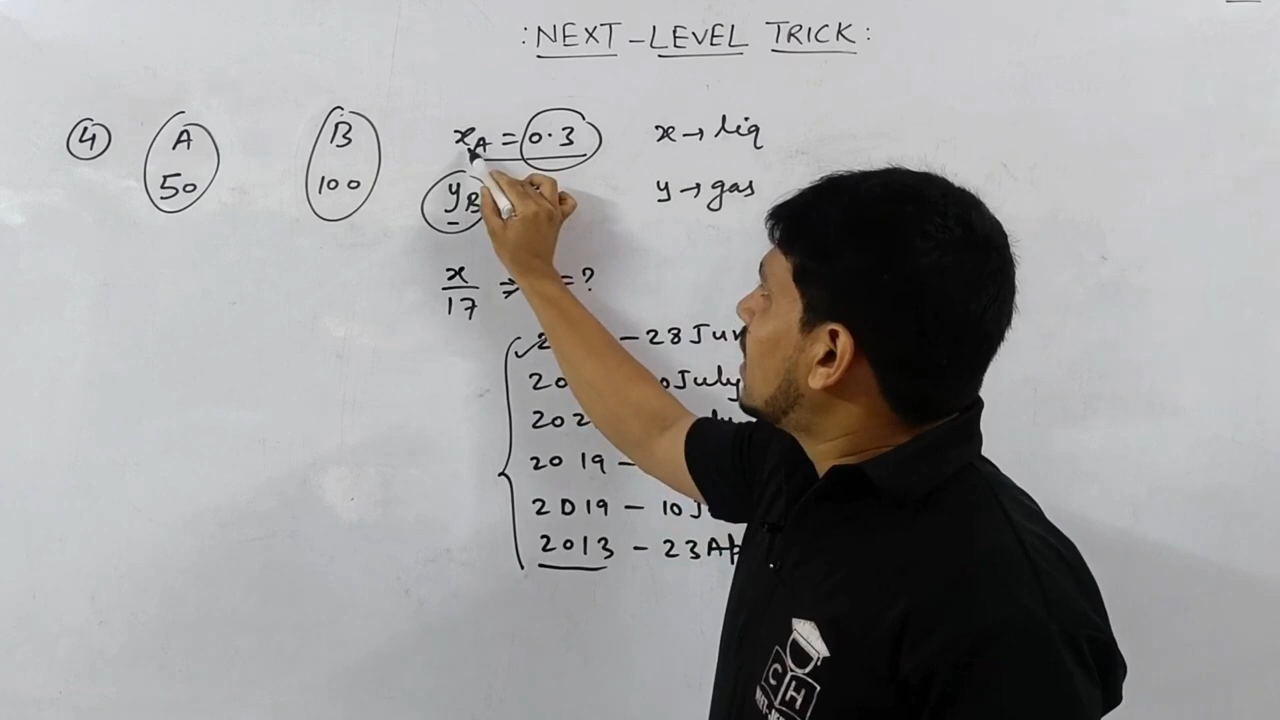 : NEXT-LEVEL TRICK :
④ A B xA = 0.3 x → liq
50 100 yB y → gas
x/17 ⇒ = ?
- 28 Jun
20 July
202
2019 -
2019 - 10 J
2013 - 23 Ap
C H